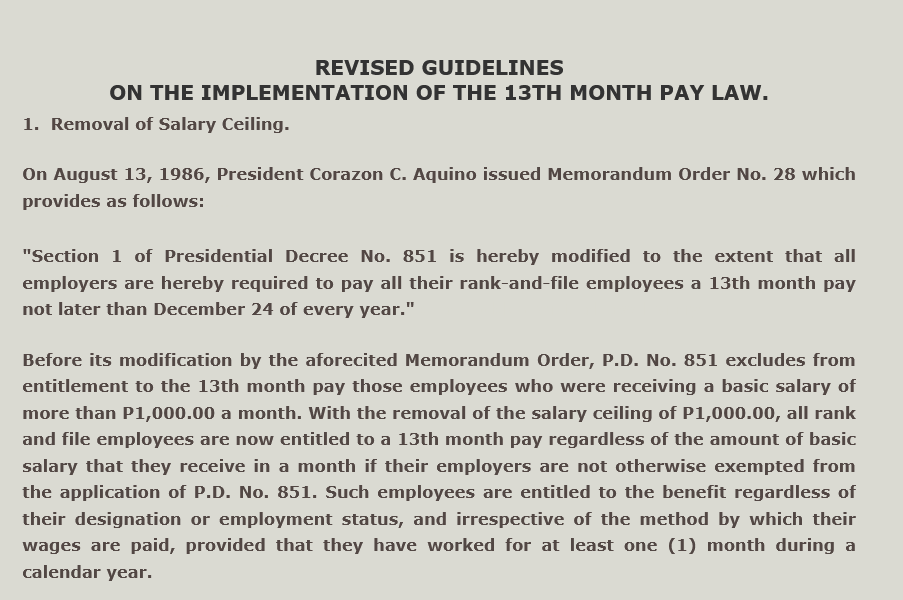 REVISED GUIDELINES
ON THE IMPLEMENTATION OF THE 13TH MONTH PAY LAW.
1. Removal of Salary Ceiling.
On August 13, 1986, President Corazon C. Aquino issued Memorandum Order No. 28 which
provides as follows:
"Section 1 of Presidential Decree No. 851 is hereby modified to the extent that all
employers are hereby required to pay all their rank-and-file employees a 13th month pay
not later than December 24 of every year."
Before its modification by the aforecited Memorandum Order, P.D. No. 851 excludes from
entitlement to the 13th month pay those employees who were receiving a basic salary of
more than P1,000.00 a month. With the removal of the salary ceiling of P1,000.00, all rank
and file employees are now entitled to a 13th month pay regardless of the amount of basic
salary that they receive in a month if their employers are not otherwise exempted from
the application of P.D. No. 851. Such employees are entitled to the benefit regardless of
their designation or employment status, and irrespective of the method by which their
wages are paid, provided that they have worked for at least one (1) month during a
calendar year.